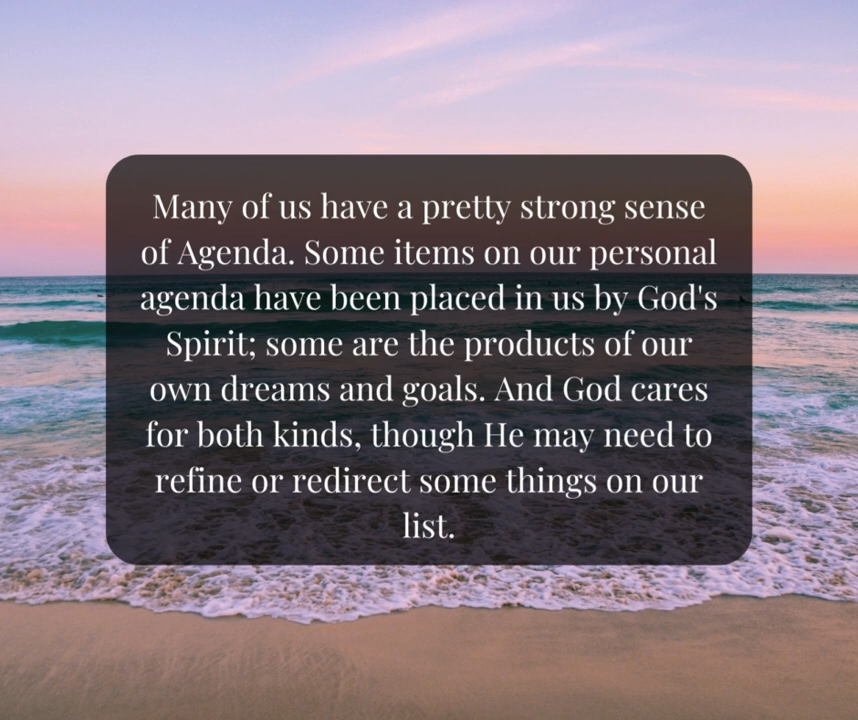 Many of us have a pretty strong sense
of Agenda. Some items on our personal
agenda have been placed in us by God's
Spirit; some are the products of our
own dreams and goals. And God cares
for both kinds, though He may need to
refine or redirect some things on our
list.